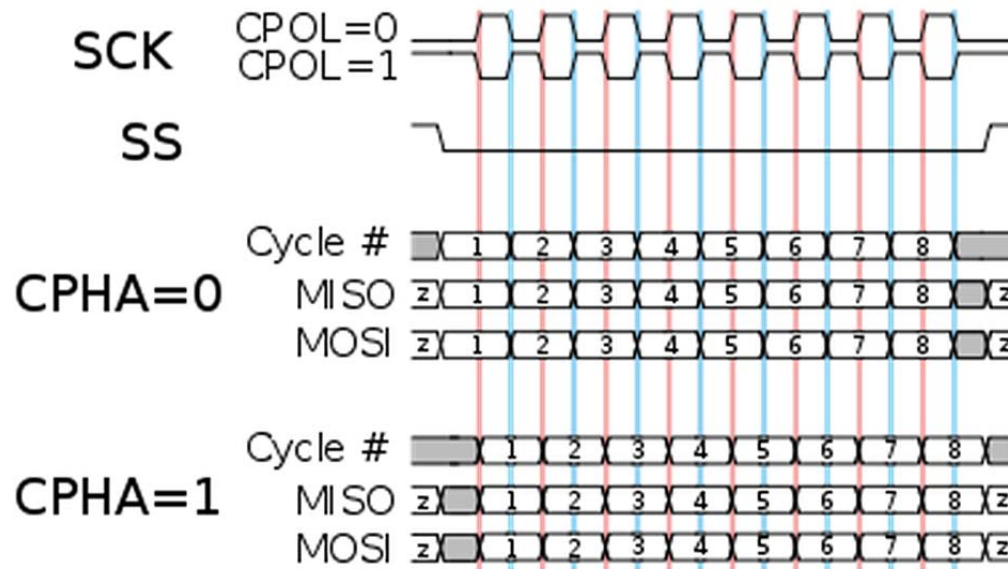 SCK CPOL=0
CPOL=1
SS
Cycle # 1 2 3 4 5 6 7 8
CPHA=0 MISO z 1 2 3 4 5 6 7 8 z
MOSI z 1 2 3 4 5 6 7 8 z
Cycle # 1 2 3 4 5 6 7 8
CPHA=1 MISO z 1 2 3 4 5 6 7 8 z
MOSI z 1 2 3 4 5 6 7 8 z